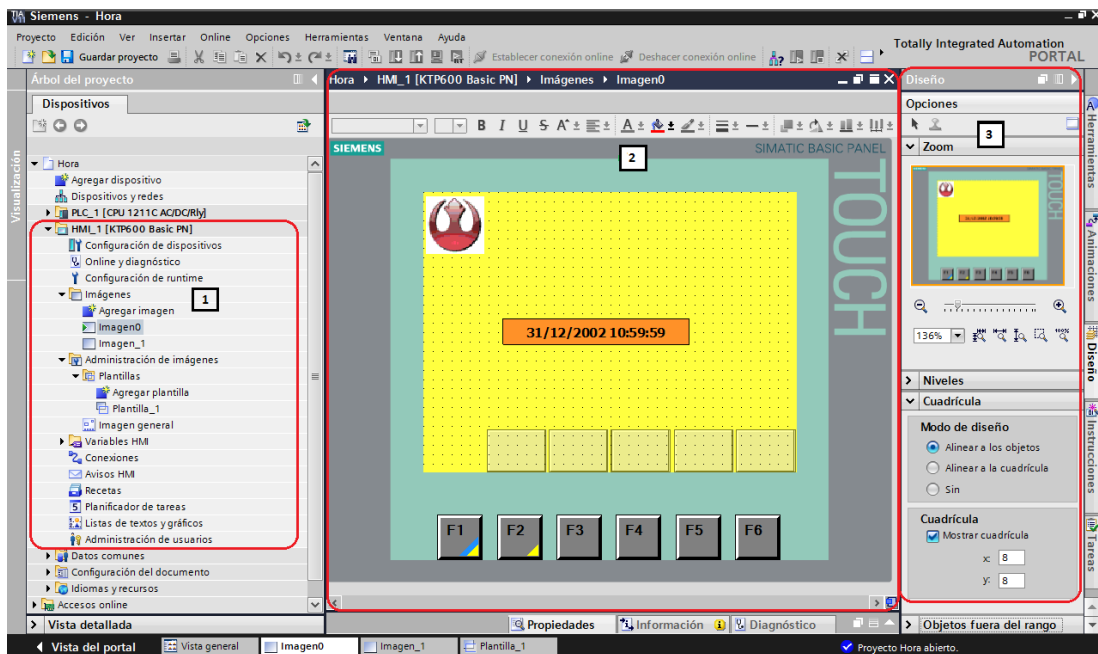 Siemens - Hora
Proyecto Edición Ver Insertar Online Opciones Herramientas Ventana Ayuda
Guardar proyecto
Establecer conexión online
Deshacer conexión online
Totally Integrated Automation
PORTAL
Árbol del proyecto
Hora HMI_1 [KTP600 Basic PN] Imágenes Imagen0
Diseño
Dispositivos
Opciones
Visualización
B I U S A A
Hora
Agregar dispositivo
Dispositivos y redes
PLC_1 [CPU 1211C AC/DC/Rly]
HMI_1 [KTP600 Basic PN]
Configuración de dispositivos
Online y diagnóstico
Configuración de runtime
Imágenes
1
Agregar imagen
Imagen0
Imagen_1
Administración de imágenes
Plantillas
Agregar plantilla
Plantilla_1
Imagen general
Variables HMI
Conexiones
Avisos HMI
Recetas
Planificador de tareas
Listas de textos y gráficos
Administración de usuarios
Datos comunes
Configuración del documento
Idiomas y recursos
Accesos online
Vista detallada
SIEMENS
2
SIMATIC BASIC PANEL
TOUCH
31/12/2002 10:59:59
F1 F2 F3 F4 F5 F6
Propiedades
Información
Diagnóstico
3
Zoom
TOUCH
136%
100%
Niveles
Cuadrícula
Modo de diseño
Alinear a los objetos
Alinear a la cuadrícula
Sin
Cuadrícula
Mostrar cuadrícula
x: 8
y: 8
Objetos fuera del rango
Herramientas
Animaciones
Diseño
Instrucciones
Tareas
Vista del portal
Vista general
Imagen0
Imagen_1
Plantilla_1
Proyecto Hora abierto.